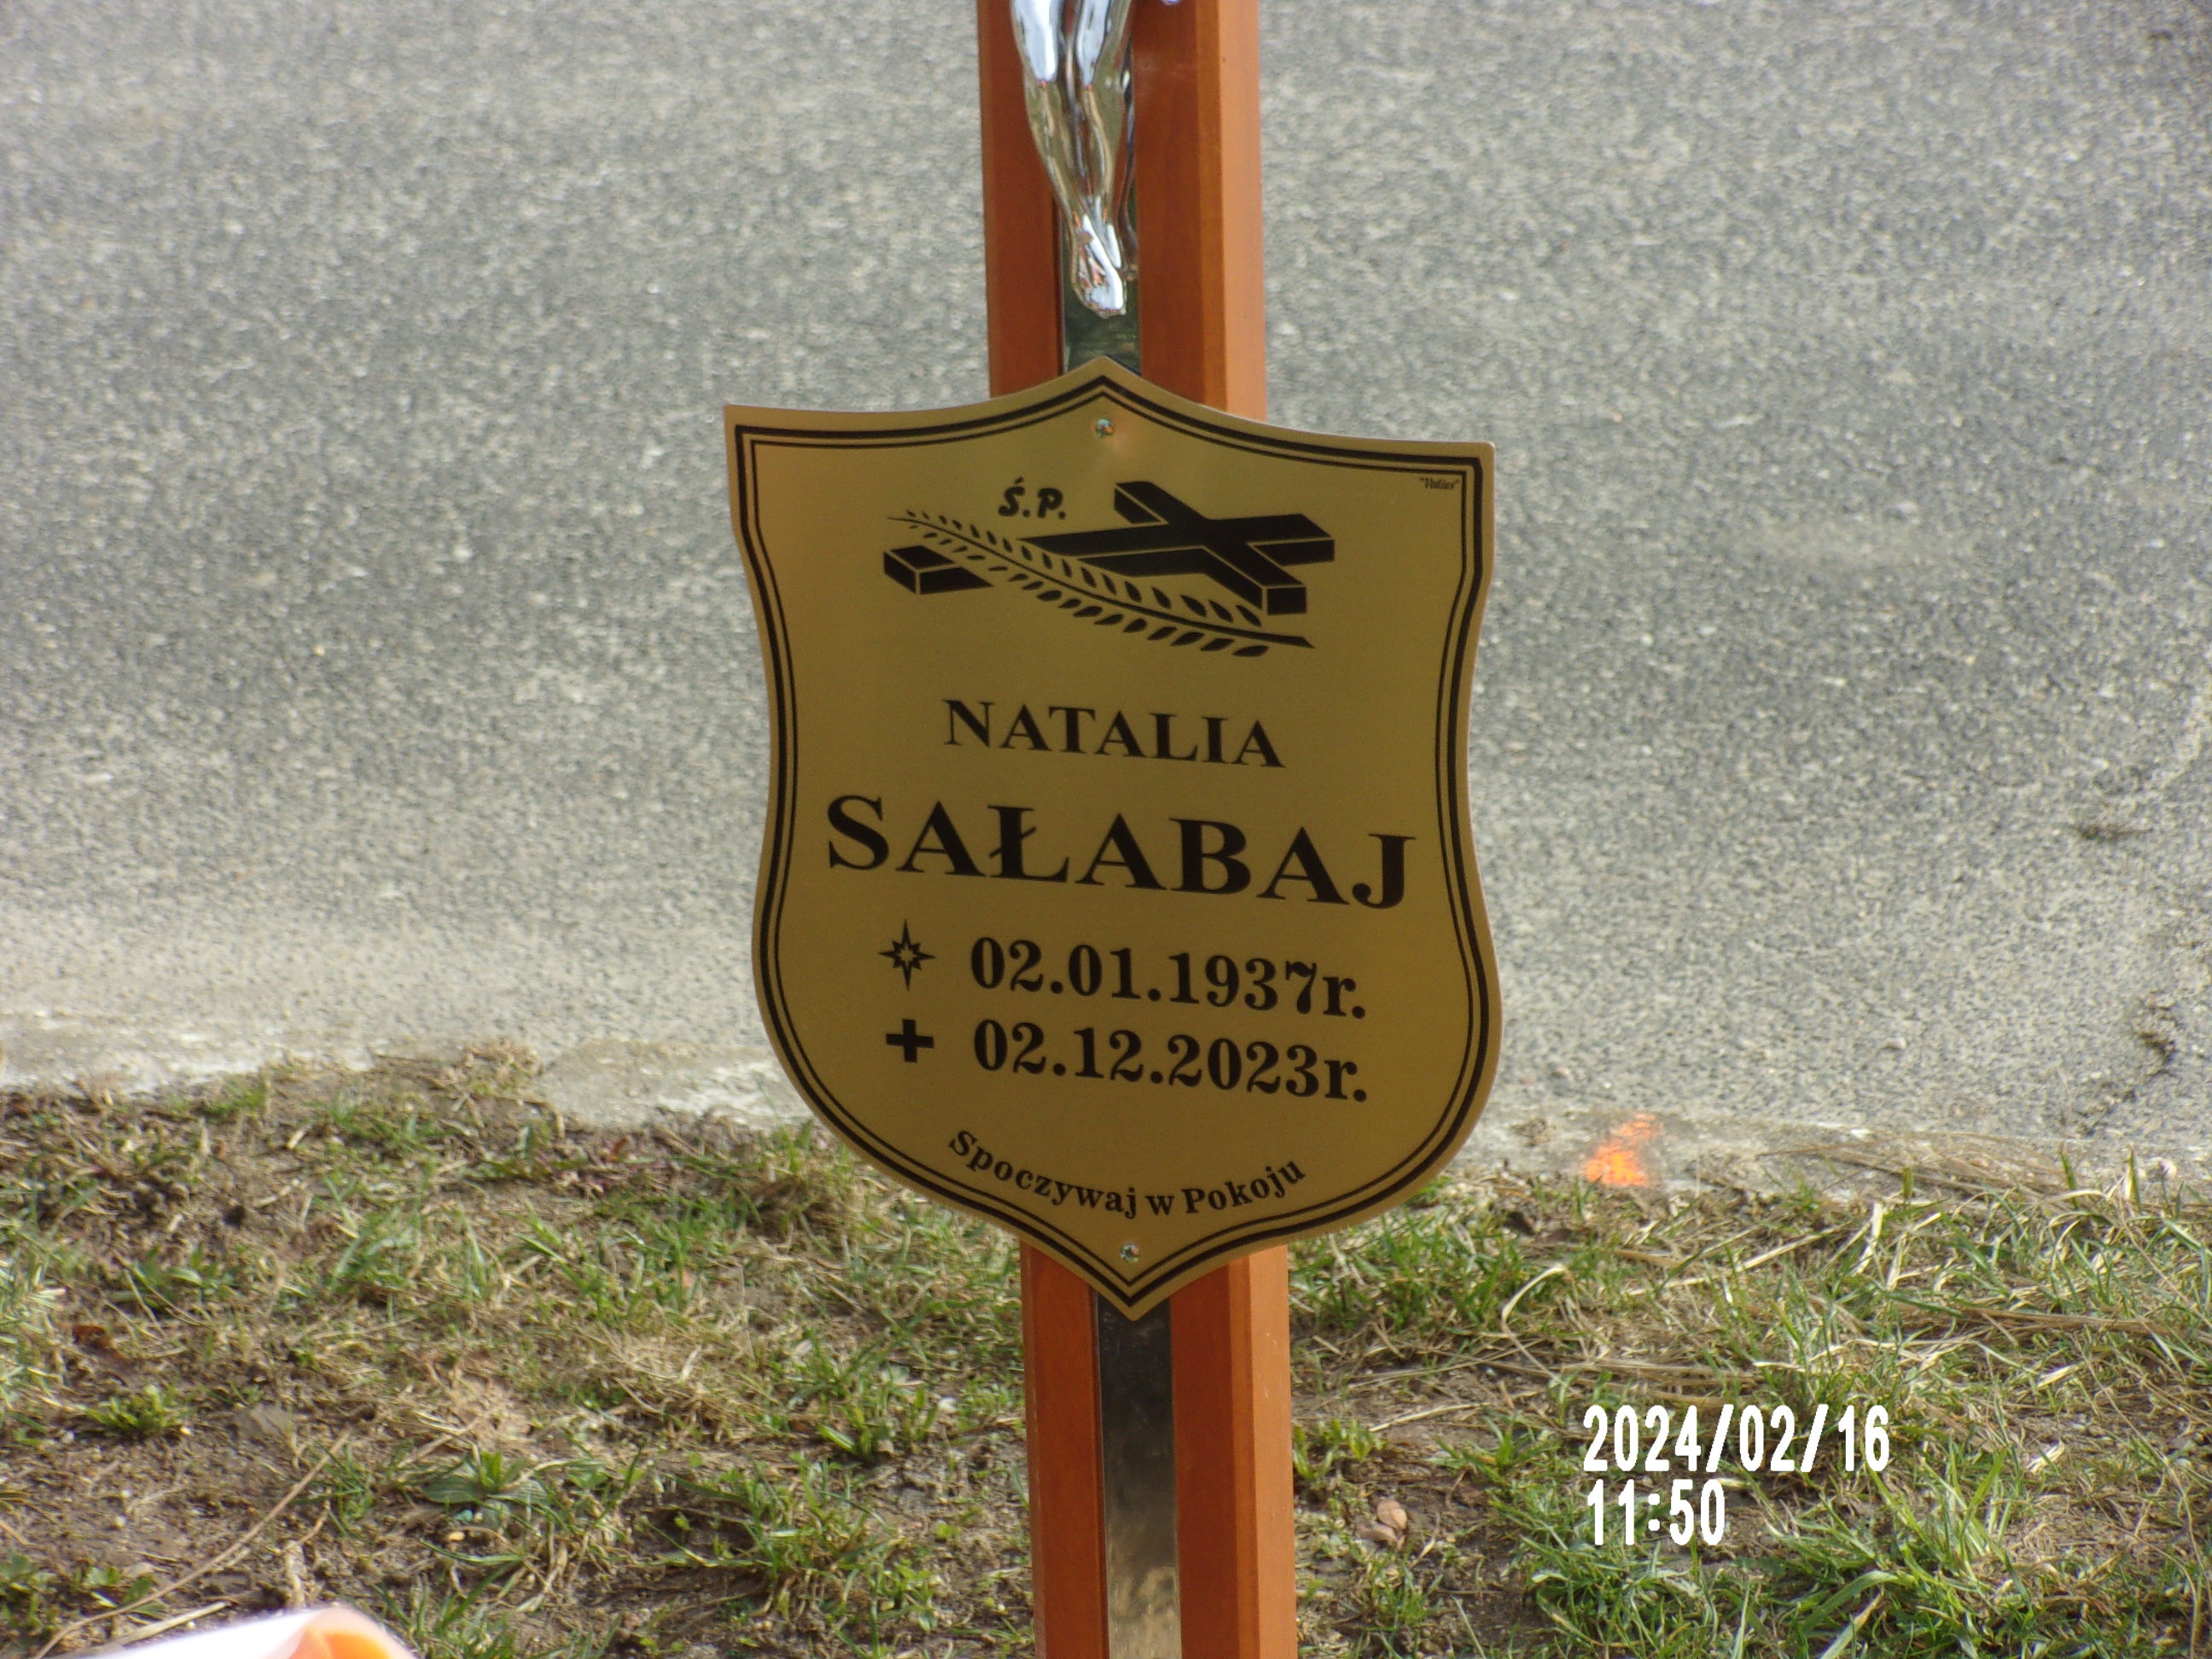 Ś.P.
NATALIA
SAŁABAJ
02.01.1937r.
02.12.2023r.
Spoczywaj w Pokoju
2024/02/16
11:50